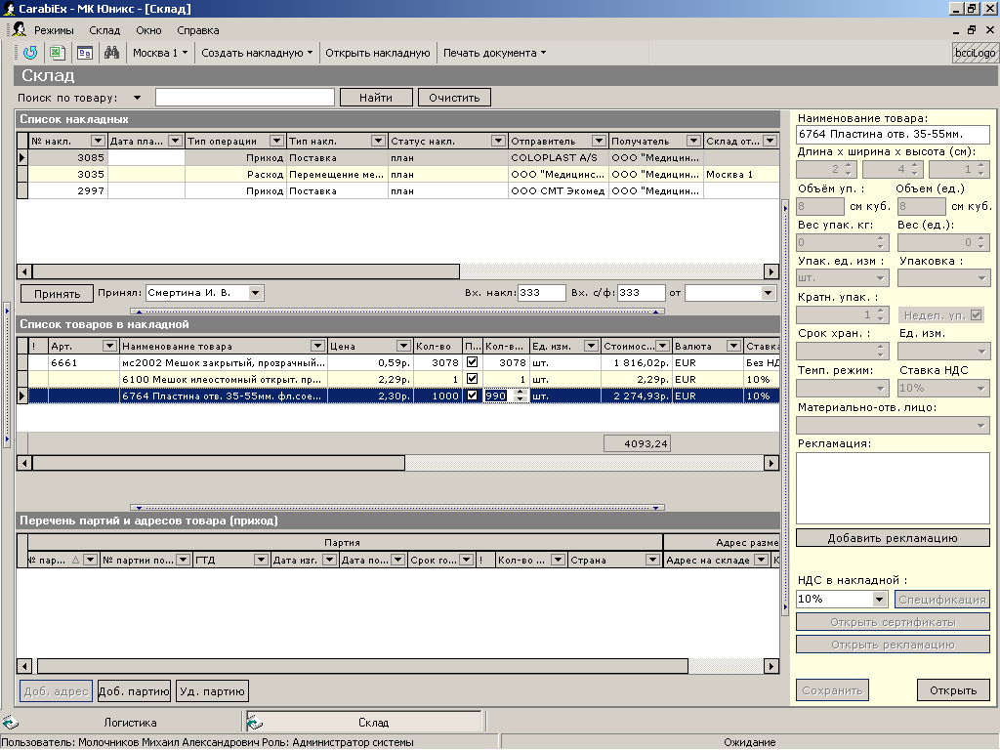 CarabiEx - МК Юникс - [Склад]
Режимы Склад Окно Справка
Москва 1 Создать накладную Открыть накладную Печать документа bcciLogo
Склад
Поиск по товару: Найти Очистить
Список накладных
№ накл. Дата пла... Тип операции Тип накл. Статус накл. Отправитель Получатель Склад от...
3085 Приход Поставка план COLOPLAST A/S ООО "Медицин...
3035 Расход Перемещение ме... план ООО "Медицинс... ООО "Медицин... Москва 1
2997 Приход Поставка план ООО СМТ Экомед ООО "Медицин...
Принять Принял: Смертина И. В. Вх. накл: 333 Вх. с/ф: 333 от
Список товаров в накладной
! Арт. Наименование товара Цена Кол-во П... Кол-в... Ед. изм. Стоимос... Валюта Ставка
6661 мс2002 Мешок закрытый, прозрачный... 0,59р. 3078 3078 шт. 1 816,02р. EUR Без НД
6100 Мешок илеостомный открыт. пр... 2,29р. 1 1 шт. 2,29р. EUR 10%
6764 Пластина отв. 35-55мм. фл.сое... 2,30р. 1000 990 шт. 2 274,93р. EUR 10%
4093,24
Перечень партий и адресов товара (приход)
Партия Адрес разме
№ пар... № партии по... ГТД Дата изг. Дата по... Срок го... ! Кол-во ... Страна Адрес на складе К
Доб. адрес Доб. партию Уд. партию
Наименование товара:
6764 Пластина отв. 35-55мм.
Длина х ширина х высота (см):
2 4 1
Объём уп. : Объем (ед.)
8 см куб. 8 см куб.
Вес упак. кг: Вес (ед.):
0 0
Упак. ед. изм : Упаковка :
шт.
Кратн. упак. :
1 Недел. уп.
Срок хран. : Ед. изм.
Темп. режим: Ставка НДС
10%
Материально-отв. лицо:
Рекламация:
Добавить рекламацию
НДС в накладной :
10% Спецификация
Открыть сертификаты
Открыть рекламацию
Сохранить Открыть
Логистика Склад
Пользователь: Молочников Михаил Александрович Роль: Администратор системы Ожидание